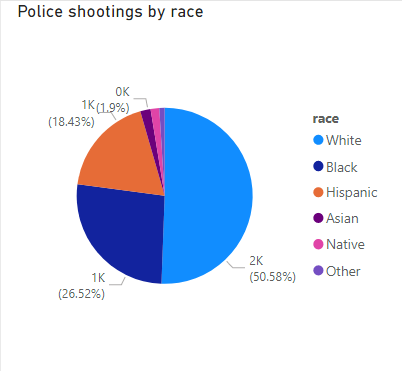 Police shootings by race
0K
(1.9%)
1K
(18.43%)
race
White
Black
Hispanic
Asian
Native
Other
2K
(50.58%)
1K
(26.52%)